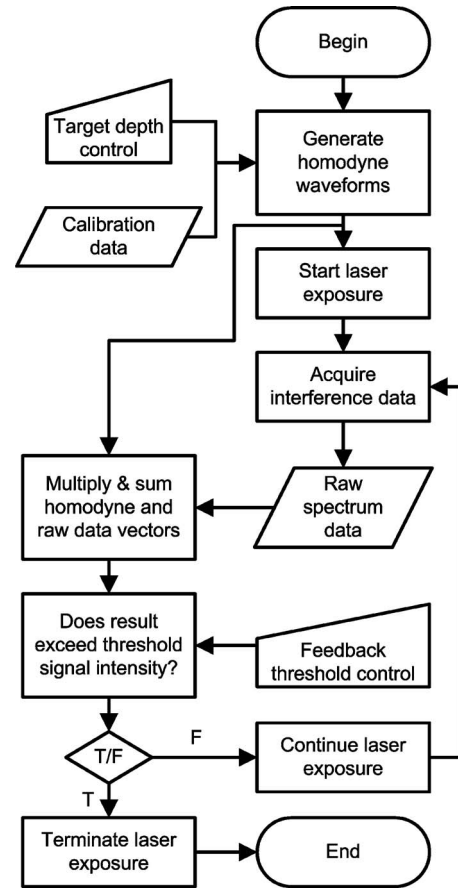 Begin
Target depth
control
Generate
homodyne
waveforms
Calibration
data
Start laser
exposure
Acquire
interference data
Multiply & sum
homodyne and
raw data vectors
Raw
spectrum
data
Does result
exceed threshold
signal intensity?
Feedback
threshold control
T/F
F
Continue laser
exposure
T
Terminate laser
exposure
End